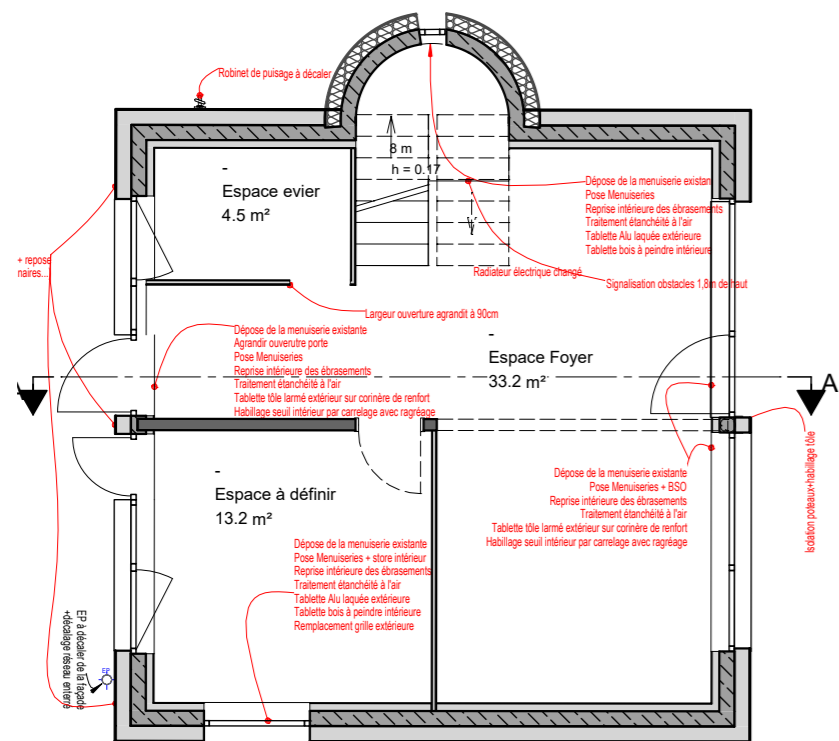 Robinet de puisage à décaler
8 m
h = 0.17
-
Espace evier
4.5 m²
Dépose de la menuiserie existant
Pose Menuiseries
Reprise intérieure des ébrasements
Traitement étanchéité à l'air
Tablette Alu laquée extérieure
Tablette bois à peindre intérieure
+ repose
naires...
Radiateur électrique changé
Signalisation obstacles 1,8m de haut
Largeur ouverture agrandit à 90cm
Dépose de la menuiserie existante
Agrandir ouverutre porte
Pose Menuiseries
Reprise intérieure des ébrasements
Traitement étanchéité à l'air
Tablette tôle larmé extérieur sur corinère de renfort
Habillage seuil intérieur par carrelage avec ragréage
-
Espace Foyer
33.2 m²
A
-
Espace à définir
13.2 m²
Dépose de la menuiserie existante
Pose Menuiseries + BSO
Reprise intérieure des ébrasements
Traitement étanchéité à l'air
Tablette tôle larmé extérieur sur corinère de renfort
Habillage seuil intérieur par carrelage avec ragréage
Isolation poteaux+habillage tôle
Dépose de la menuiserie existante
Pose Menuiseries + store intérieur
Reprise intérieure des ébrasements
Traitement étanchéité à l'air
Tablette Alu laquée extérieure
Tablette bois à peindre intérieure
Remplacement grille extérieure
EP à décaler de la façade
+décalage réseau enterré
EP